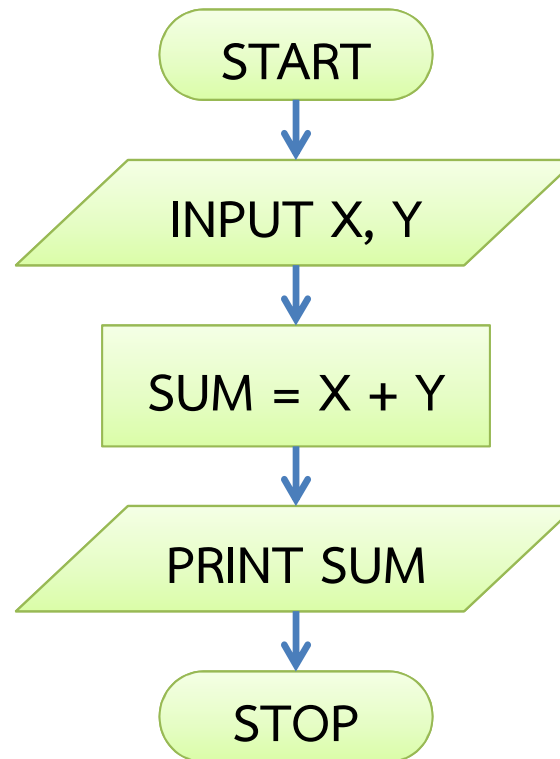 START
INPUT X, Y
SUM = X + Y
PRINT SUM
STOP